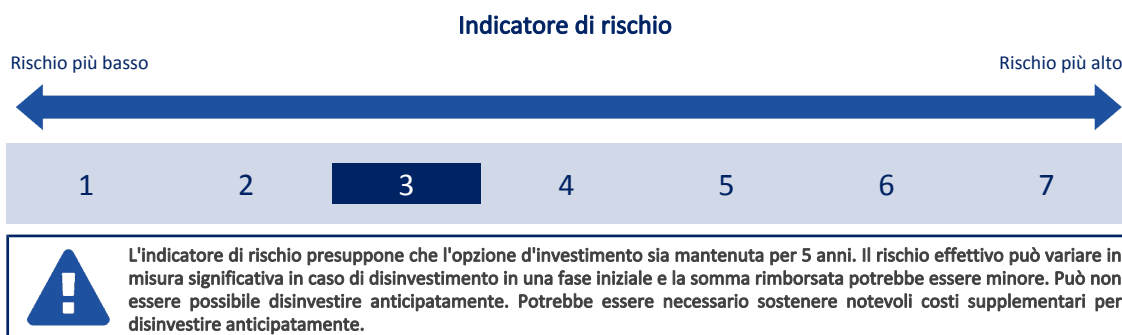 Indicatore di rischio
Rischio più basso
Rischio più alto
1 2 3 4 5 6 7
L'indicatore di rischio presuppone che l'opzione d'investimento sia mantenuta per 5 anni. Il rischio effettivo può variare in
misura significativa in caso di disinvestimento in una fase iniziale e la somma rimborsata potrebbe essere minore. Può non
essere possibile disinvestire anticipatamente. Potrebbe essere necessario sostenere notevoli costi supplementari per
disinvestire anticipatamente.